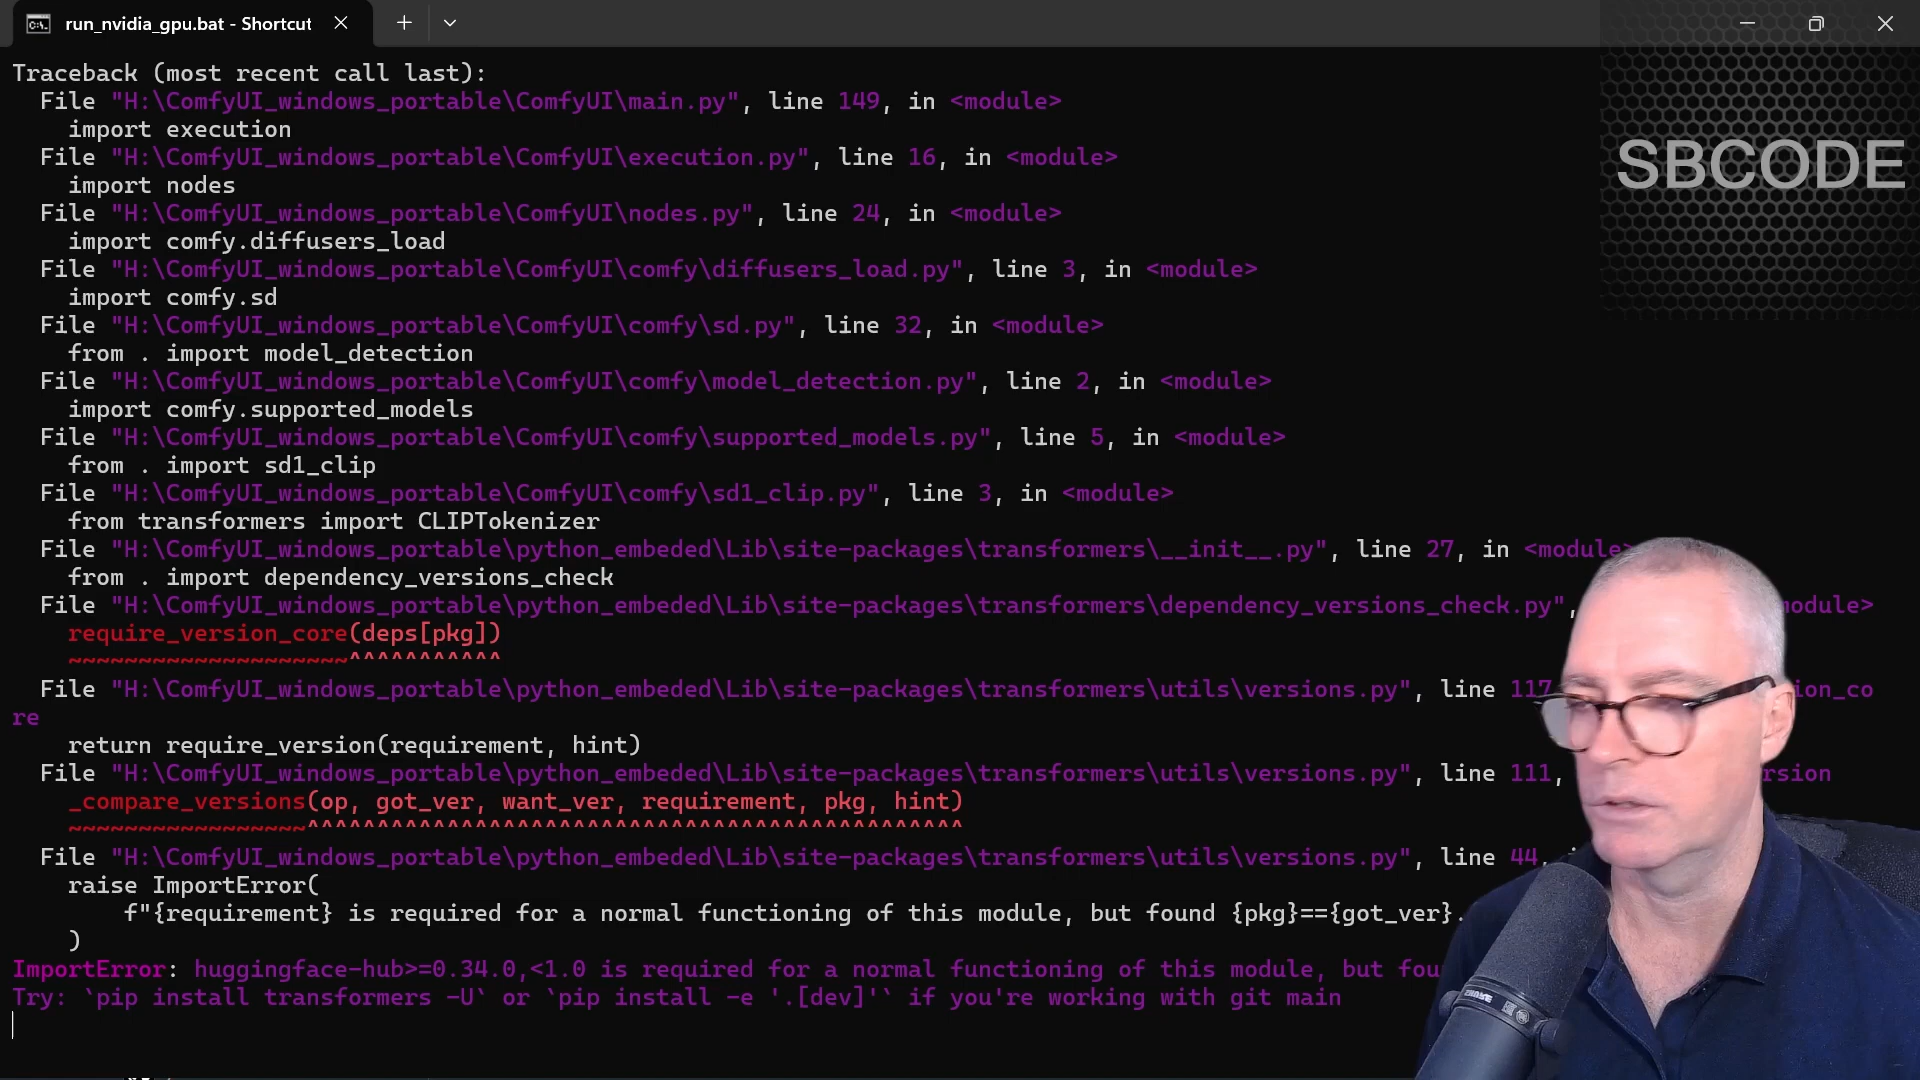 run_nvidia_gpu.bat - Shortcut
Traceback (most recent call last):
File "H:\ComfyUI_windows_portable\ComfyUI\main.py", line 149, in <module>
import execution
File "H:\ComfyUI_windows_portable\ComfyUI\execution.py", line 16, in <module>
import nodes
File "H:\ComfyUI_windows_portable\ComfyUI\nodes.py", line 24, in <module>
import comfy.diffusers_load
File "H:\ComfyUI_windows_portable\ComfyUI\comfy\diffusers_load.py", line 3, in <module>
import comfy.sd
File "H:\ComfyUI_windows_portable\ComfyUI\comfy\sd.py", line 32, in <module>
from . import model_detection
File "H:\ComfyUI_windows_portable\ComfyUI\comfy\model_detection.py", line 2, in <module>
import comfy.supported_models
File "H:\ComfyUI_windows_portable\ComfyUI\comfy\supported_models.py", line 5, in <module>
from . import sd1_clip
File "H:\ComfyUI_windows_portable\ComfyUI\comfy\sd1_clip.py", line 3, in <module>
from transformers import CLIPTokenizer
File "H:\ComfyUI_windows_portable\python_embeded\Lib\site-packages\transformers\__init__.py", line 27, in <module>
from . import dependency_versions_check
File "H:\ComfyUI_windows_portable\python_embeded\Lib\site-packages\transformers\dependency_versions_check.py", module>
require_version_core(deps[pkg])
~~~~~~~~~~~~~~~~~~~~^^^^^^^^^^^
File "H:\ComfyUI_windows_portable\python_embeded\Lib\site-packages\transformers\utils\versions.py", line 117 ion_co
re
return require_version(requirement, hint)
File "H:\ComfyUI_windows_portable\python_embeded\Lib\site-packages\transformers\utils\versions.py", line 111, rsion
_compare_versions(op, got_ver, want_ver, requirement, pkg, hint)
~~~~~~~~~~~~~~~~~^^^^^^^^^^^^^^^^^^^^^^^^^^^^^^^^^^^^^^^^^^^^^^^
File "H:\ComfyUI_windows_portable\python_embeded\Lib\site-packages\transformers\utils\versions.py", line 44,
raise ImportError(
f"{requirement} is required for a normal functioning of this module, but found {pkg}=={got_ver}.
)
ImportError: huggingface-hub>=0.34.0,<1.0 is required for a normal functioning of this module, but fou
Try: `pip install transformers -U` or `pip install -e '.[dev]'` if you're working with git main
SBCODE